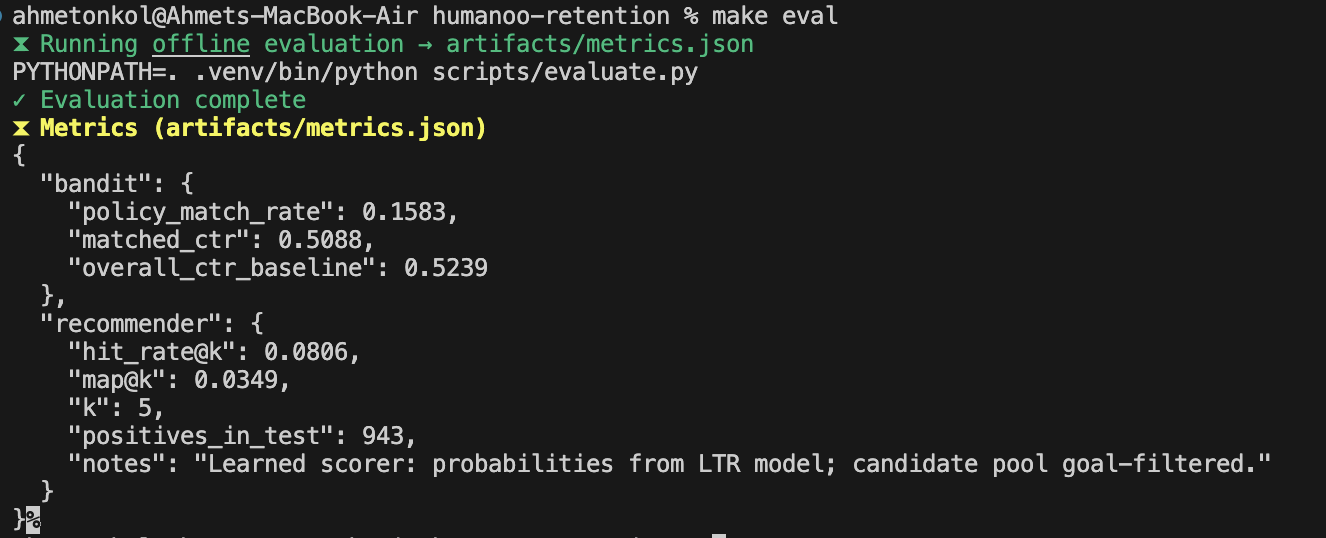 ahmetonkol@Ahmets-MacBook-Air humanoo-retention % make eval
⧗ Running offline evaluation → artifacts/metrics.json
PYTHONPATH=. .venv/bin/python scripts/evaluate.py
✓ Evaluation complete
⧗ Metrics (artifacts/metrics.json)
{
  "bandit": {
    "policy_match_rate": 0.1583,
    "matched_ctr": 0.5088,
    "overall_ctr_baseline": 0.5239
  },
  "recommender": {
    "hit_rate@k": 0.0806,
    "map@k": 0.0349,
    "k": 5,
    "positives_in_test": 943,
    "notes": "Learned scorer: probabilities from LTR model; candidate pool goal-filtered."
  }
}%